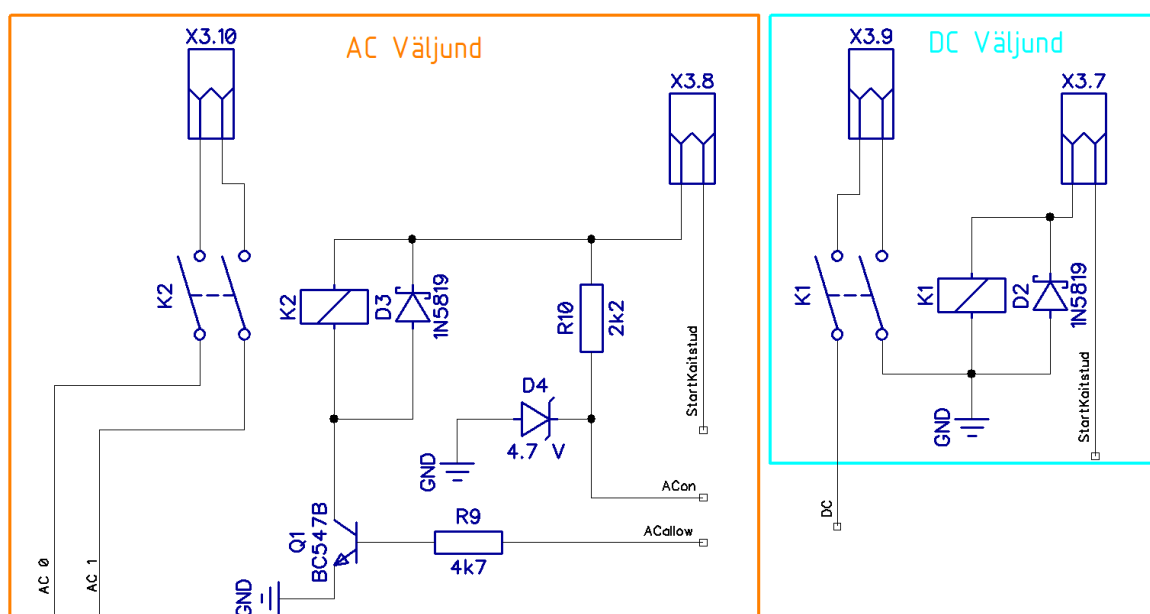 AC Väljund
X3.10
X3.8
K2
K2
D3
1N5819
R10
2k2
StartKaitstud
D4
4.7 V
GND
ACon
ACallow
R9
4k7
Q1
BC547B
GND
AC 0
AC 1
DC Väljund
X3.9
X3.7
K1
K1
D2
1N5819
GND
StartKaitstud
DC